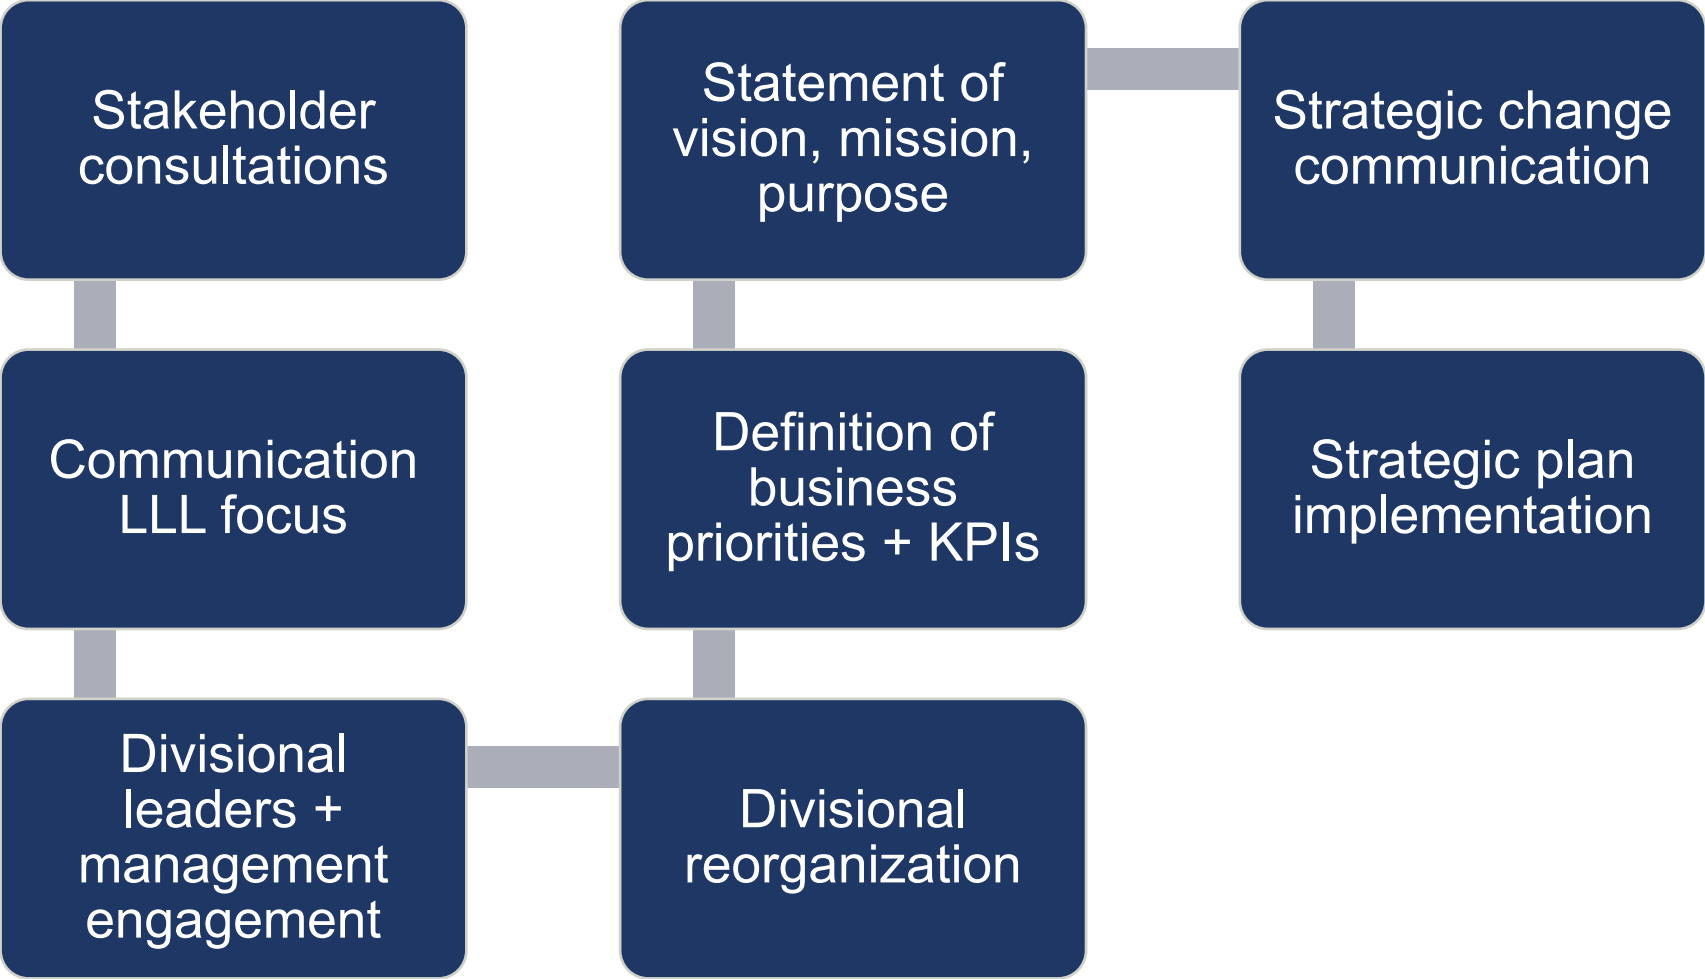 Stakeholder
consultations
Communication
LLL focus
Divisional
leaders +
management
engagement
Divisional
reorganization
Definition of
business
priorities + KPIs
Statement of
vision, mission,
purpose
Strategic change
communication
Strategic plan
implementation